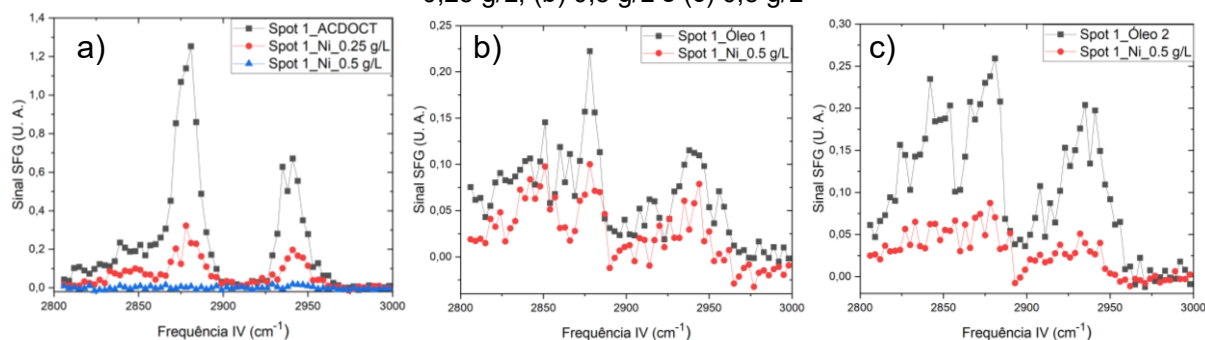 0,25 g/L, (b) 0,5 g/L e (c) 0,5 g/L
a)
Spot 1_ACDOCT
Spot 1_Ni_0.25 g/L
Spot 1_Ni_0.5 g/L
Sinal SFG (U. A.)
1,4
1,2
1,0
0,8
0,6
0,4
0,2
0,0
2800
2850
2900
2950
3000
Frequência IV (cm⁻¹)
b)
Spot 1_Óleo 1
Spot 1_Ni_0.5 g/L
Sinal SFG (U. A.)
0,25
0,20
0,15
0,10
0,05
0,00
2800
2850
2900
2950
3000
Frequência IV (cm⁻¹)
c)
Spot 1_Óleo 2
Spot 1_Ni_0.5 g/L
Sinal SFG (U. A.)
0,30
0,25
0,20
0,15
0,10
0,05
0,00
2800
2850
2900
2950
3000
Frequência IV (cm⁻¹)